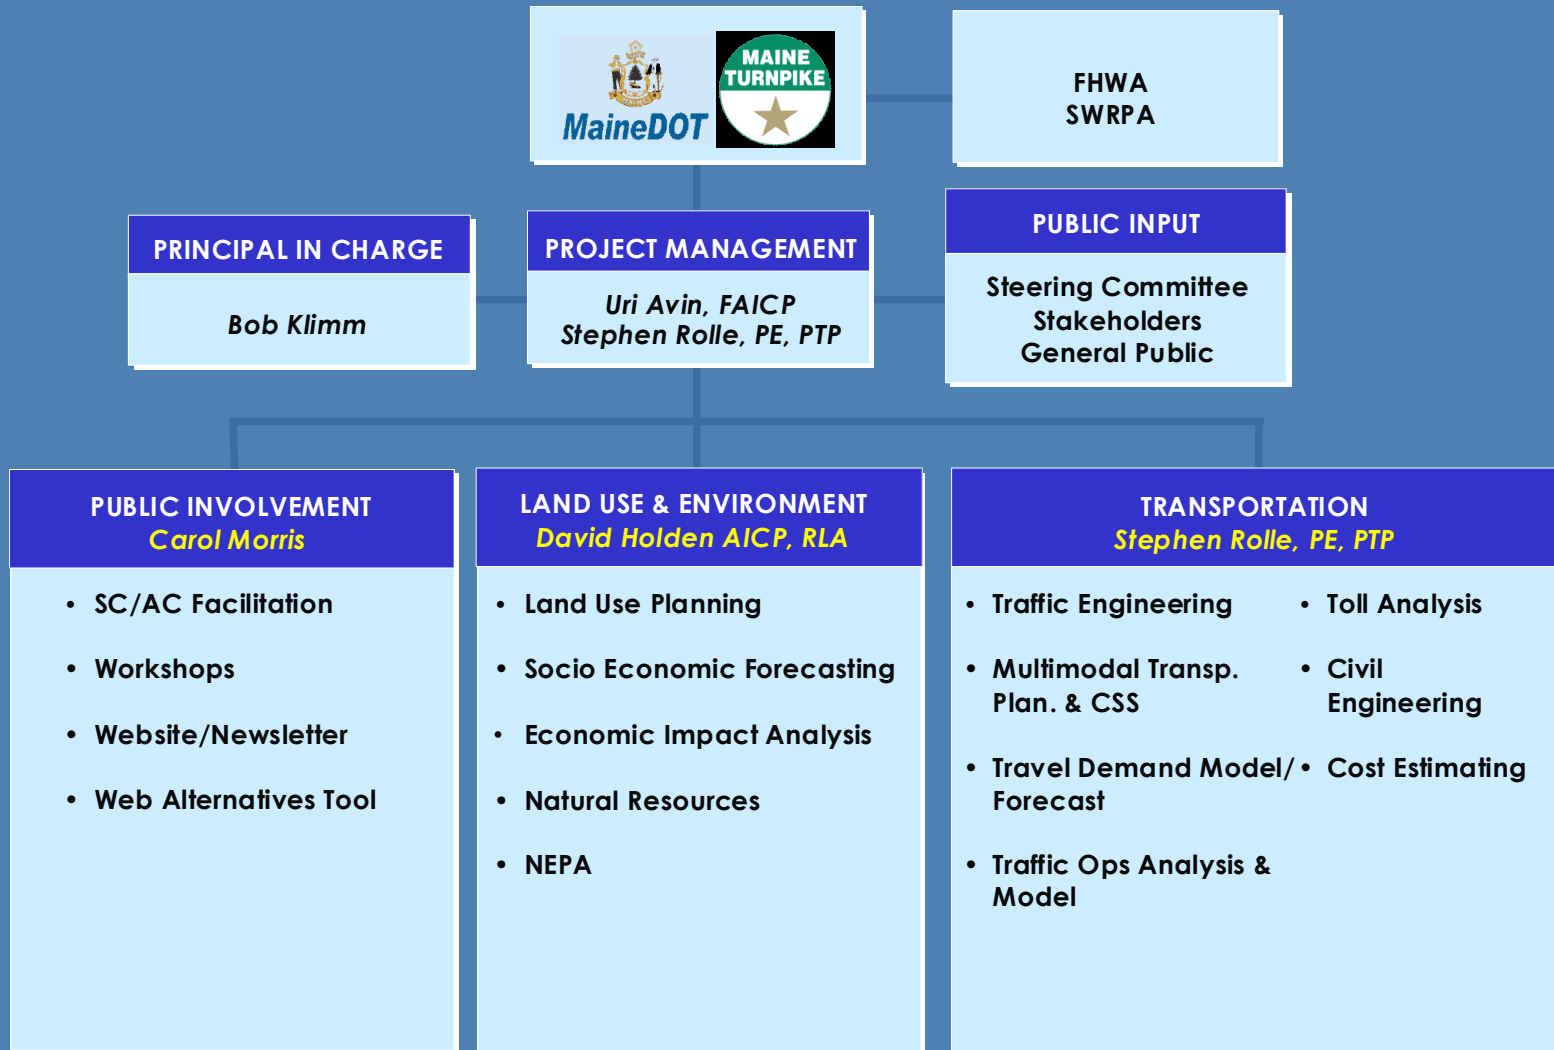 MaineDOT
MAINE
TURNPIKE
FHWA
SWRPA
PRINCIPAL IN CHARGE
Bob Klimm
PROJECT MANAGEMENT
Uri Avin, FAICP
Stephen Rolle, PE, PTP
PUBLIC INPUT
Steering Committee
Stakeholders
General Public
PUBLIC INVOLVEMENT
Carol Morris
• SC/AC Facilitation
• Workshops
• Website/Newsletter
• Web Alternatives Tool
LAND USE & ENVIRONMENT
David Holden AICP, RLA
• Land Use Planning
• Socio Economic Forecasting
• Economic Impact Analysis
• Natural Resources
• NEPA
TRANSPORTATION
Stephen Rolle, PE, PTP
• Traffic Engineering
• Multimodal Transp.
Plan. & CSS
• Travel Demand Model/
Forecast
• Traffic Ops Analysis &
Model
• Toll Analysis
• Civil
Engineering
• Cost Estimating